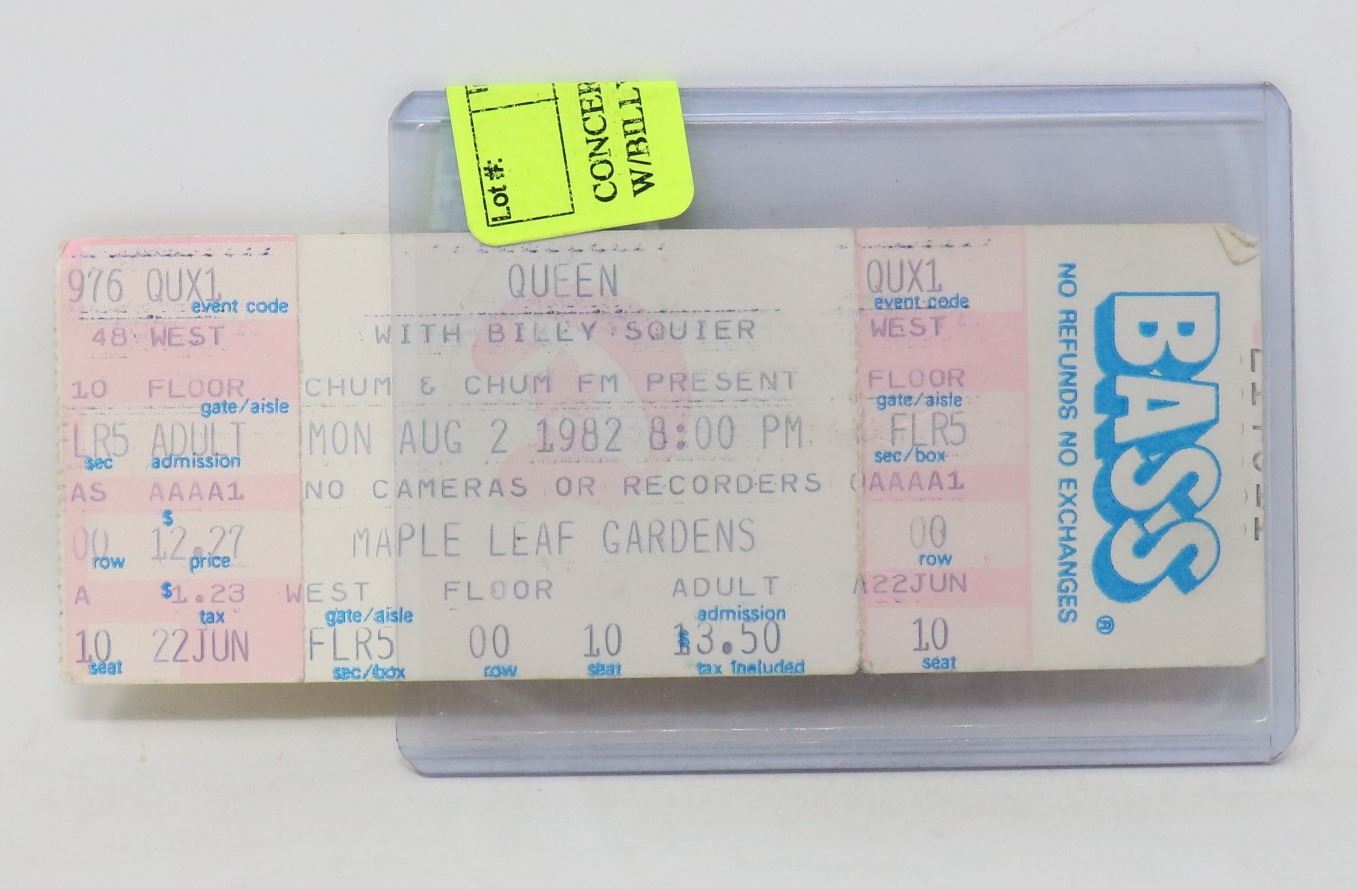 Lot #:
CONCER
W/BILLY
976 QUX1
event code
48 WEST
10 FLOOR
gate/aisle
FLR5 ADULT
sec admission
AS AAAA1
00 $12.27
row price
A $1.23
tax
10 22JUN
seat
QUEEN
WITH BILLY SQUIER
CHUM & CHUM FM PRESENT
MON AUG 2 1982 8:00 PM
NO CAMERAS OR RECORDERS
MAPLE LEAF GARDENS
WEST FLOOR ADULT
gate/aisle admission
FLR5 00 10 $13.50
sec/box row seat tax included
QUX1
event code
WEST
FLOOR
gate/aisle
FLR5
sec/box
AAAA1
00
row
A22JUN
10
seat
NO REFUNDS NO EXCHANGES
BASS®